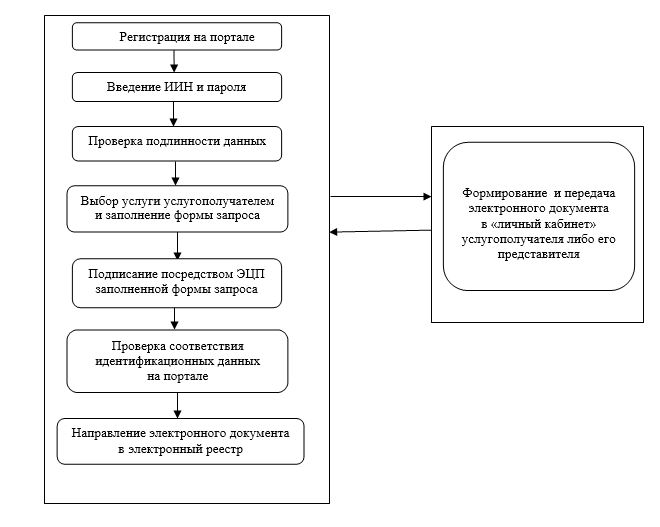 Регистрация на портале
Введение ИИН и пароля
Проверка подлинности данных
Выбор услуги услугополучателем
и заполнение формы запроса
Подписание посредством ЭЦП
заполненной формы запроса
Проверка соответствия
идентификационных данных
на портале
Направление электронного документа
в электронный реестр
Формирование и передача
электронного документа
в «личный кабинет»
услугополучателя либо его
представителя